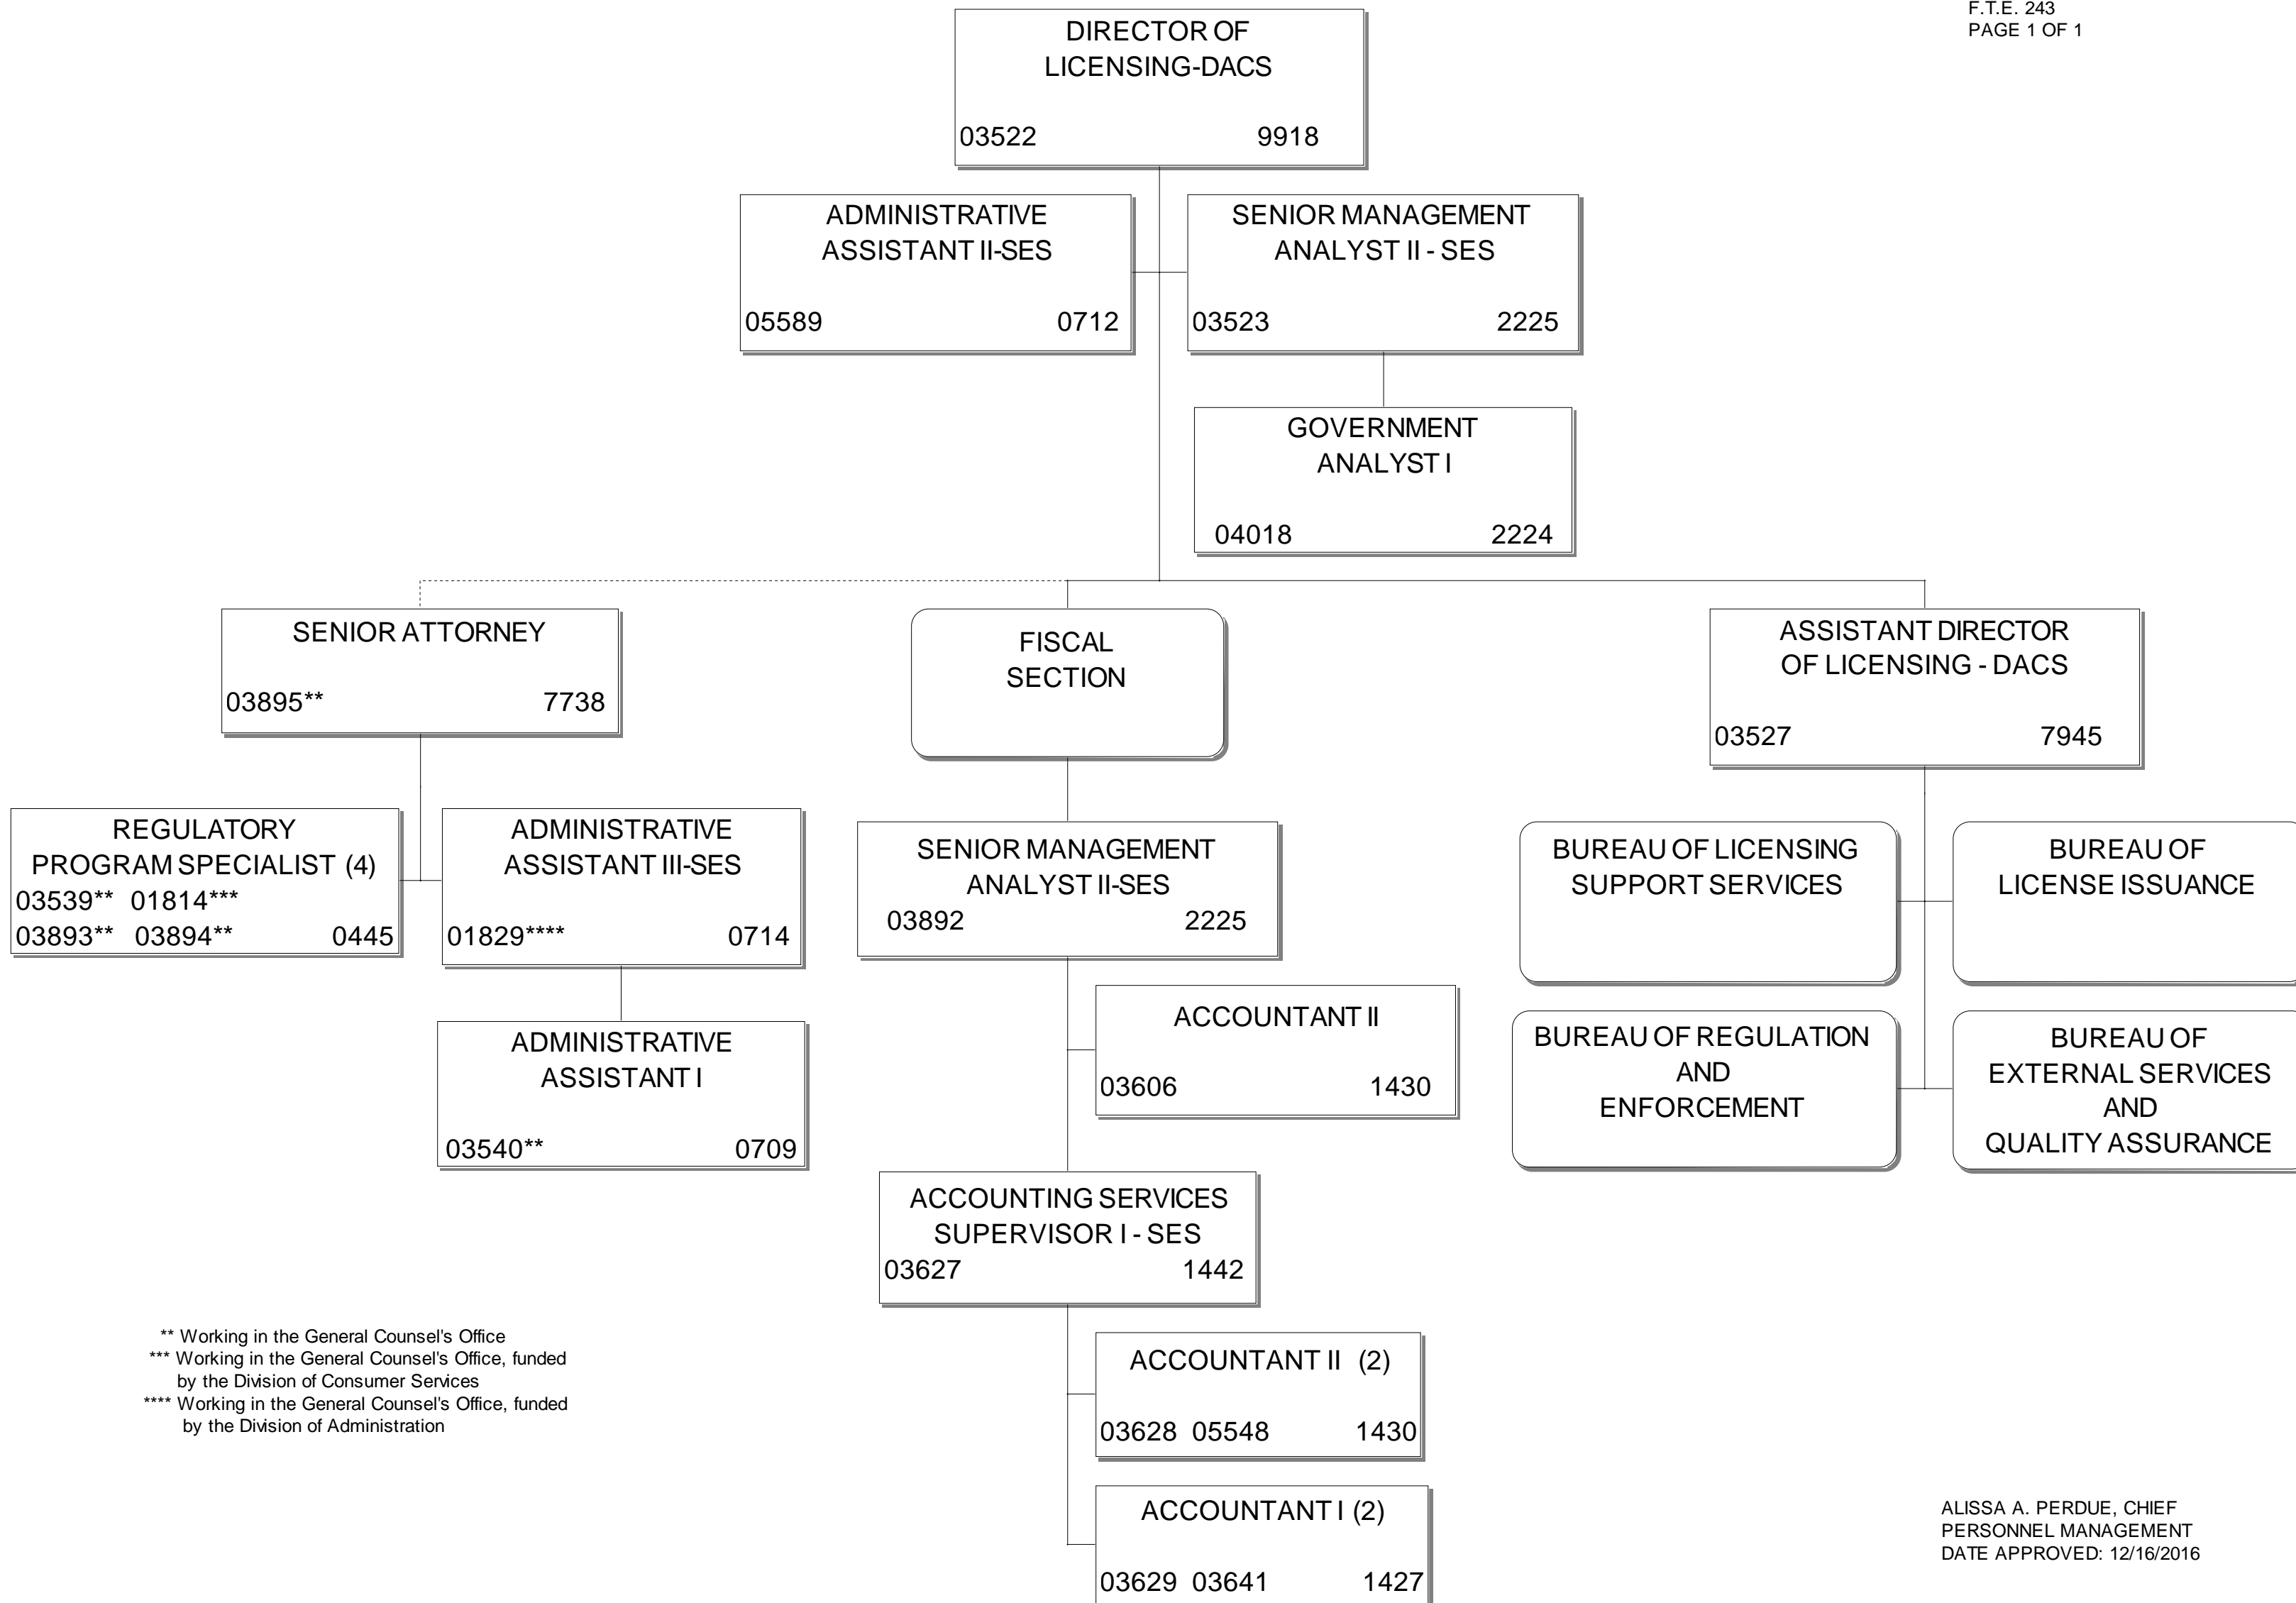 F.T.E. 243
PAGE 1 OF 1
DIRECTOR OF
LICENSING-DACS
03522 9918
ADMINISTRATIVE
ASSISTANT II-SES
05589 0712
SENIOR MANAGEMENT
ANALYST II - SES
03523 2225
GOVERNMENT
ANALYST I
04018 2224
SENIOR ATTORNEY
03895** 7738
FISCAL
SECTION
ASSISTANT DIRECTOR
OF LICENSING - DACS
03527 7945
REGULATORY
PROGRAM SPECIALIST (4)
03539** 01814***
03893** 03894** 0445
ADMINISTRATIVE
ASSISTANT III-SES
01829**** 0714
ADMINISTRATIVE
ASSISTANT I
03540** 0709
SENIOR MANAGEMENT
ANALYST II-SES
03892 2225
ACCOUNTANT II
03606 1430
ACCOUNTING SERVICES
SUPERVISOR I - SES
03627 1442
ACCOUNTANT II (2)
03628 05548 1430
ACCOUNTANT I (2)
03629 03641 1427
BUREAU OF LICENSING
SUPPORT SERVICES
BUREAU OF
LICENSE ISSUANCE
BUREAU OF REGULATION
AND
ENFORCEMENT
BUREAU OF
EXTERNAL SERVICES
AND
QUALITY ASSURANCE
** Working in the General Counsel's Office
*** Working in the General Counsel's Office, funded
by the Division of Consumer Services
**** Working in the General Counsel's Office, funded
by the Division of Administration
ALISSA A. PERDUE, CHIEF
PERSONNEL MANAGEMENT
DATE APPROVED: 12/16/2016